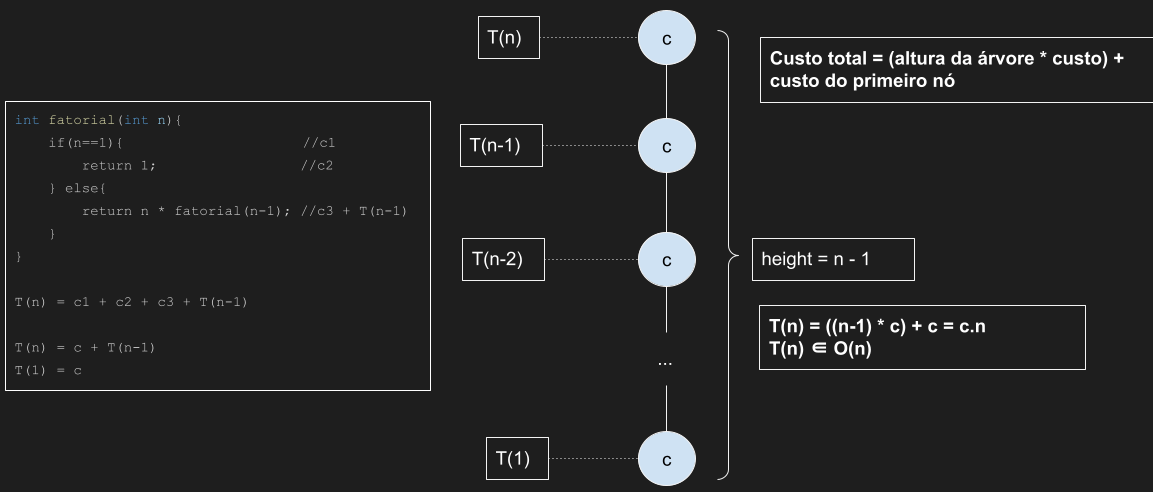 int fatorial(int n){
    if(n==1){                      //c1
        return 1;                  //c2
    } else{
        return n * fatorial(n-1); //c3 + T(n-1)
    }
}
T(n) = c1 + c2 + c3 + T(n-1)
T(n) = c + T(n-1)
T(1) = c
T(n) c
T(n-1) c
T(n-2) c
...
T(1) c
Custo total = (altura da árvore * custo) +
custo do primeiro nó
height = n - 1
T(n) = ((n-1) * c) + c = c.n
T(n) ∈ O(n)